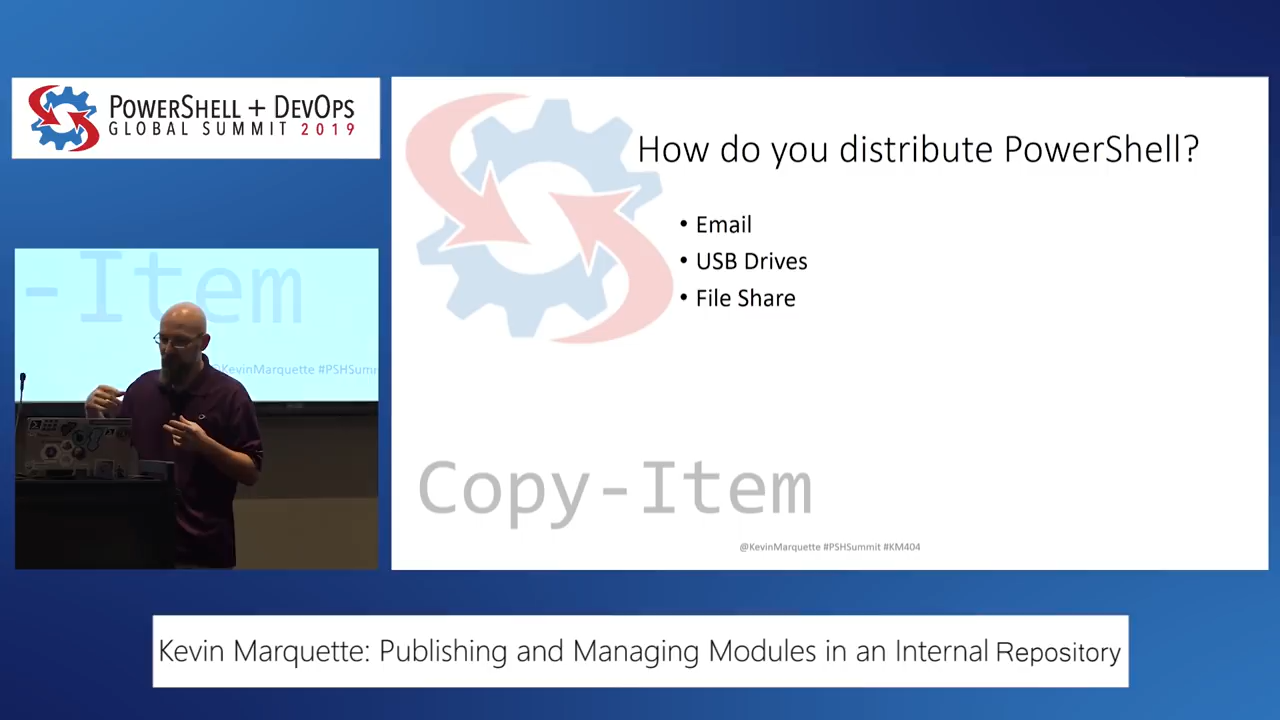 POWERSHELL + DEVOPS
GLOBAL SUMMIT 2019
How do you distribute PowerShell?
• Email
• USB Drives
• File Share
Copy-Item
@KevinMarquette #PSHSummit #KM404
-Item
@KevinMarquette #PSHSumm
Kevin Marquette: Publishing and Managing Modules in an Internal Repository